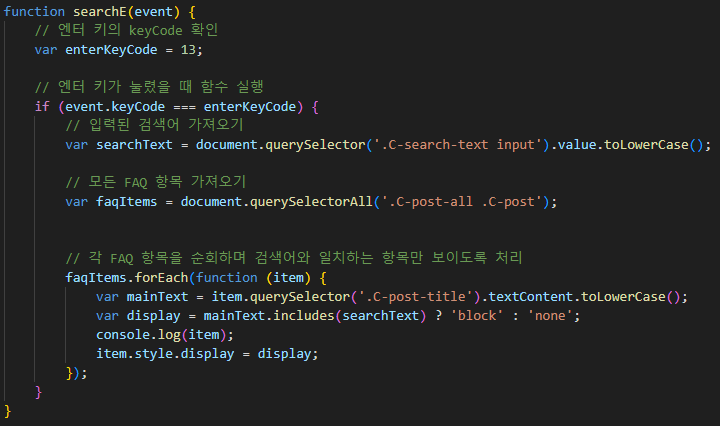 function searchE(event) {
// 엔터 키의 keyCode 확인
var enterKeyCode = 13;
// 엔터 키가 눌렸을 때 함수 실행
if (event.keyCode === enterKeyCode) {
// 입력된 검색어 가져오기
var searchText = document.querySelector('.C-search-text input').value.toLowerCase();
// 모든 FAQ 항목 가져오기
var faqItems = document.querySelectorAll('.C-post-all .C-post');
// 각 FAQ 항목을 순회하며 검색어와 일치하는 항목만 보이도록 처리
faqItems.forEach(function (item) {
var mainText = item.querySelector('.C-post-title').textContent.toLowerCase();
var display = mainText.includes(searchText) ? 'block' : 'none';
console.log(item);
item.style.display = display;
});
}
}